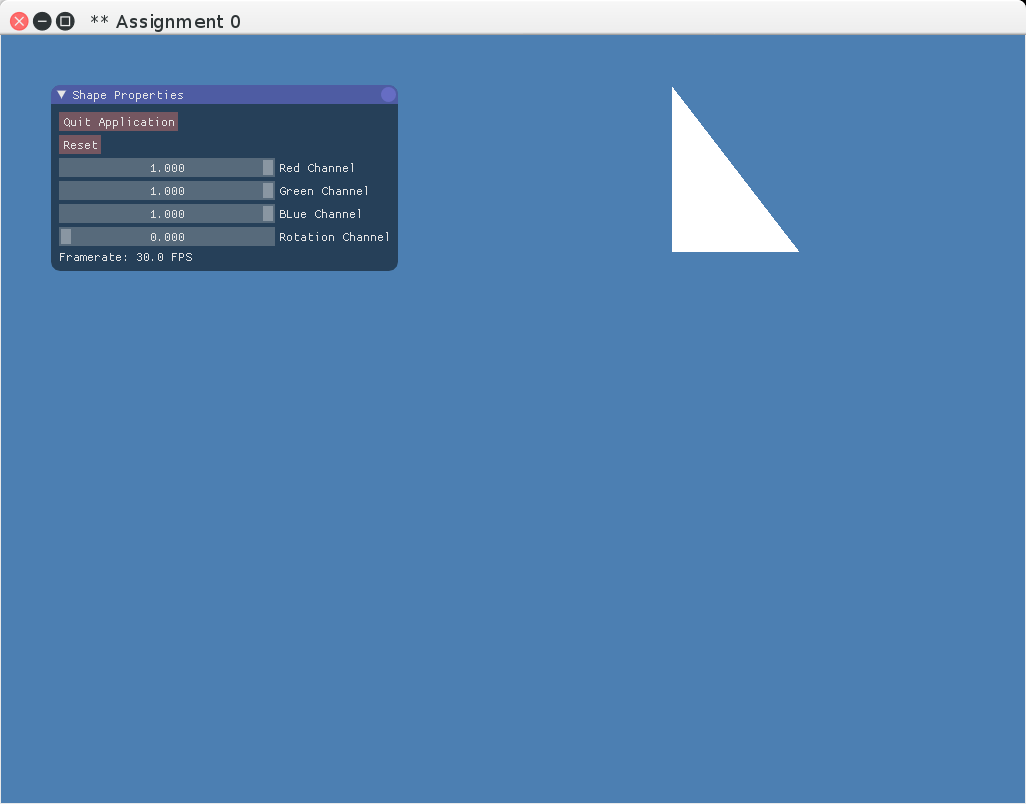 ** Assignment 0
Shape Properties
Quit Application
Reset
1.000 Red Channel
1.000 Green Channel
1.000 BLue Channel
0.000 Rotation Channel
Framerate: 30.0 FPS